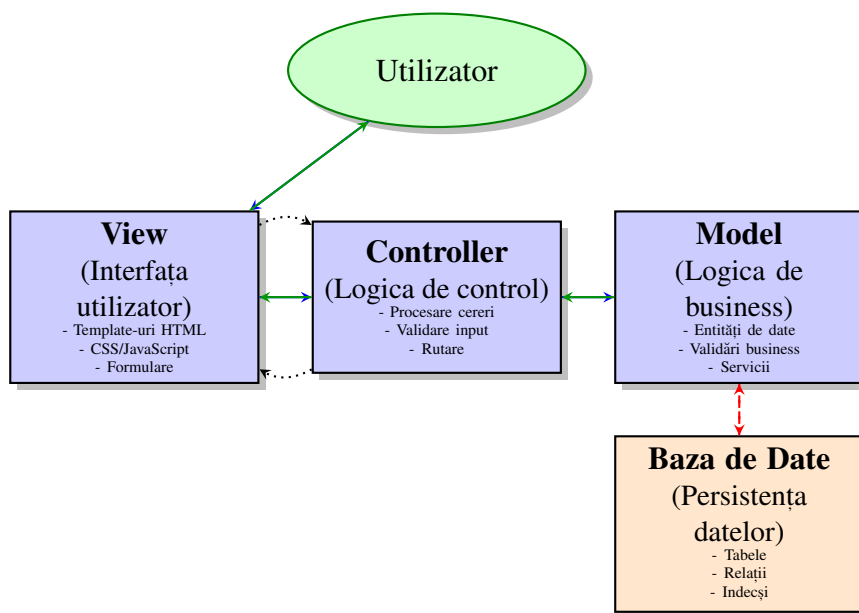 Utilizator
View
(Interfața
utilizator)
- Template-uri HTML
- CSS/JavaScript
- Formulare
Controller
(Logica de control)
- Procesare cereri
- Validare input
- Rutare
Model
(Logica de
business)
- Entități de date
- Validări business
- Servicii
Baza de Date
(Persistența
datelor)
- Tabele
- Relații
- Indecși